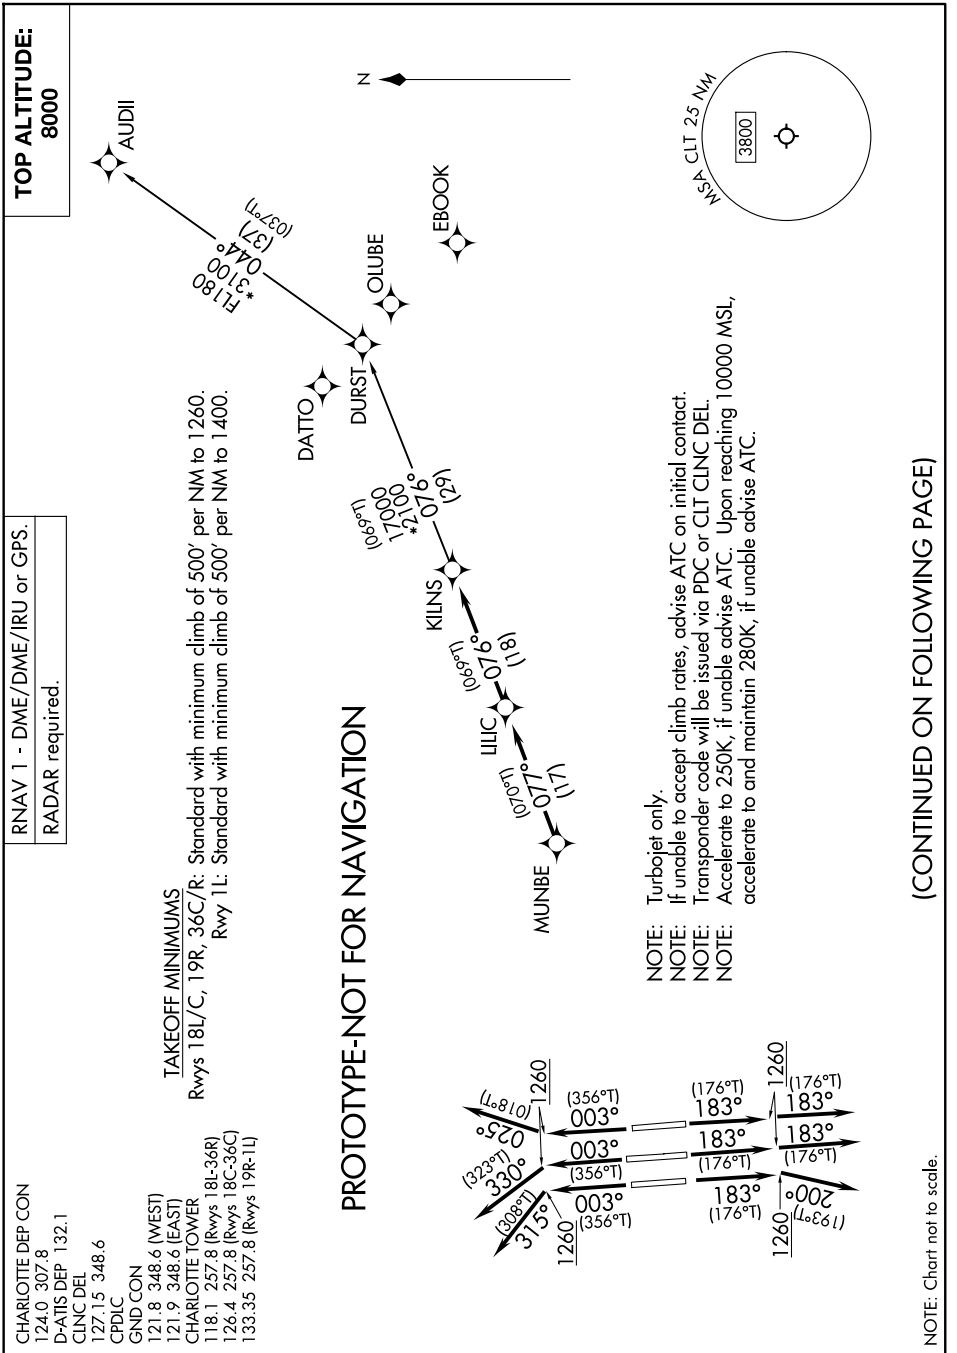 TOP ALTITUDE:
8000
RNAV 1 - DME/DME/IRU or GPS.
RADAR required.
CHARLOTTE DEP CON
124.0 307.8
D-ATIS DEP 132.1
CLNC DEL
127.15 348.6
CPDLC
GND CON
121.8 348.6 (WEST)
121.9 348.6 (EAST)
CHARLOTTE TOWER
118.1 257.8 (Rwys 18L-36R)
126.4 257.8 (Rwys 18C-36C)
133.35 257.8 (Rwys 19R-1L)
TAKEOFF MINIMUMS
Rwys 18L/C, 19R, 36C/R: Standard with minimum climb of 500' per NM to 1260.
Rwy 1L: Standard with minimum climb of 500' per NM to 1400.
PROTOTYPE-NOT FOR NAVIGATION
N
AUDII
FL180
*3100
044°
(37)
(037°T)
DATTO
DURST
OLUBE
EBOOK
(069°T)
17000
*2100
076°
(29)
KILNS
(069°T)
076°
(18)
LILIC
(070°T)
077°
(17)
MUNBE
MSA CLT 25 NM
3800
(308°T)
315°
(323°T)
330°
025°
(018°T)
1260
1260
003°
(356°T)
003°
(356°T)
(356°T)
003°
183°
(176°T)
183°
(176°T)
(176°T)
183°
1260
1260
200°
(193°T)
183°
(176°T)
(176°T)
183°
NOTE: Turbojet only.
NOTE: If unable to accept climb rates, advise ATC on initial contact.
NOTE: Transponder code will be issued via PDC or CLT CLNC DEL.
NOTE: Accelerate to 250K, if unable advise ATC. Upon reaching 10000 MSL,
accelerate to and maintain 280K, if unable advise ATC.
(CONTINUED ON FOLLOWING PAGE)
NOTE: Chart not to scale.